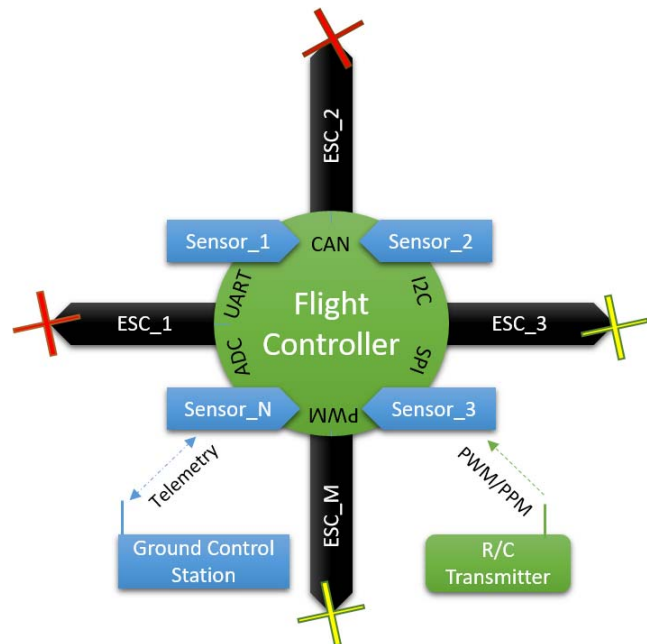 ESC_2
Sensor_1
CAN
Sensor_2
UART
I2C
ESC_1
Flight
Controller
ESC_3
ADC
SPI
Sensor_N
PWM
Sensor_3
Telemetry
PWM/PPM
ESC_M
Ground Control
Station
R/C
Transmitter